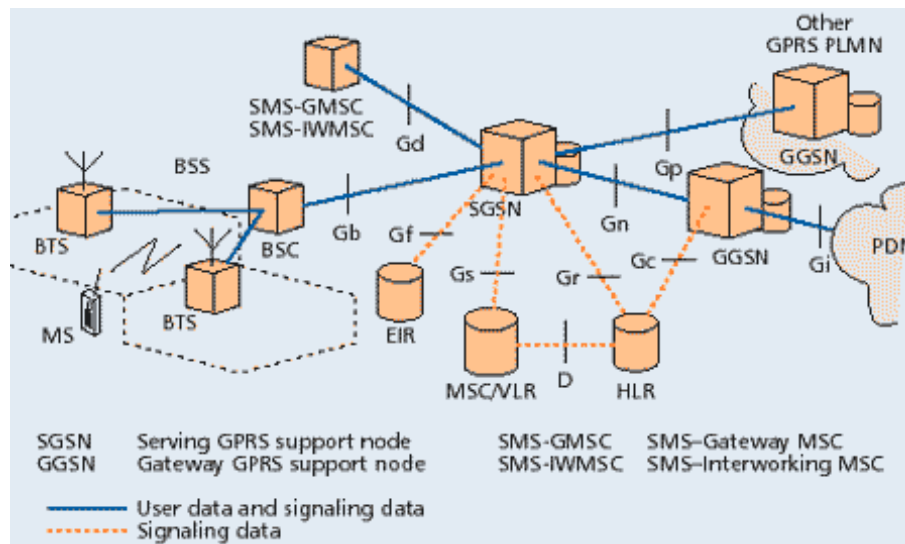 Other
GPRS PLMN
SMS-GMSC
SMS-IWMSC
Gd
Gp
GGSN
BSS
SGSN
Gn
BTS
BSC
Gb
Gf
GGSN
Gi
Gs
Gr
Gc
MS
BTS
EIR
MSC/VLR
D
HLR
SGSN Serving GPRS support node
GGSN Gateway GPRS support node
SMS-GMSC SMS–Gateway MSC
SMS-IWMSC SMS–Interworking MSC
User data and signaling data
Signaling data